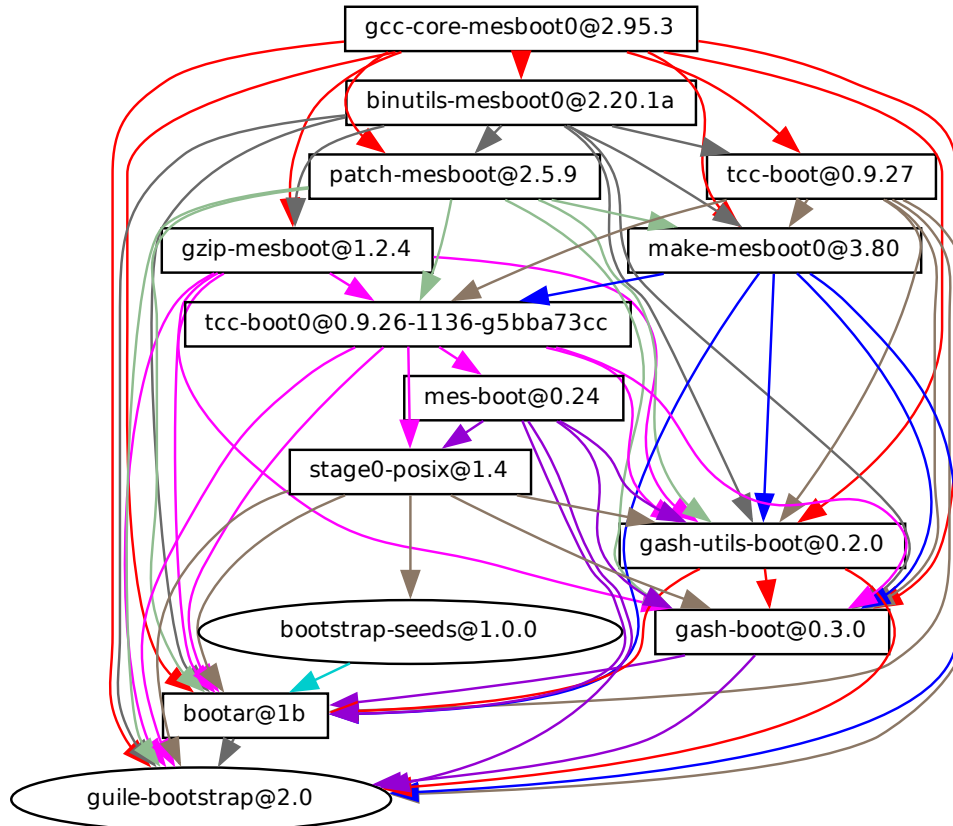 gcc-core-mesboot0@2.95.3
binutils-mesboot0@2.20.1a
patch-mesboot@2.5.9
tcc-boot@0.9.27
gzip-mesboot@1.2.4
make-mesboot0@3.80
tcc-boot0@0.9.26-1136-g5bba73cc
mes-boot@0.24
stage0-posix@1.4
gash-utils-boot@0.2.0
bootstrap-seeds@1.0.0
gash-boot@0.3.0
bootar@1b
guile-bootstrap@2.0